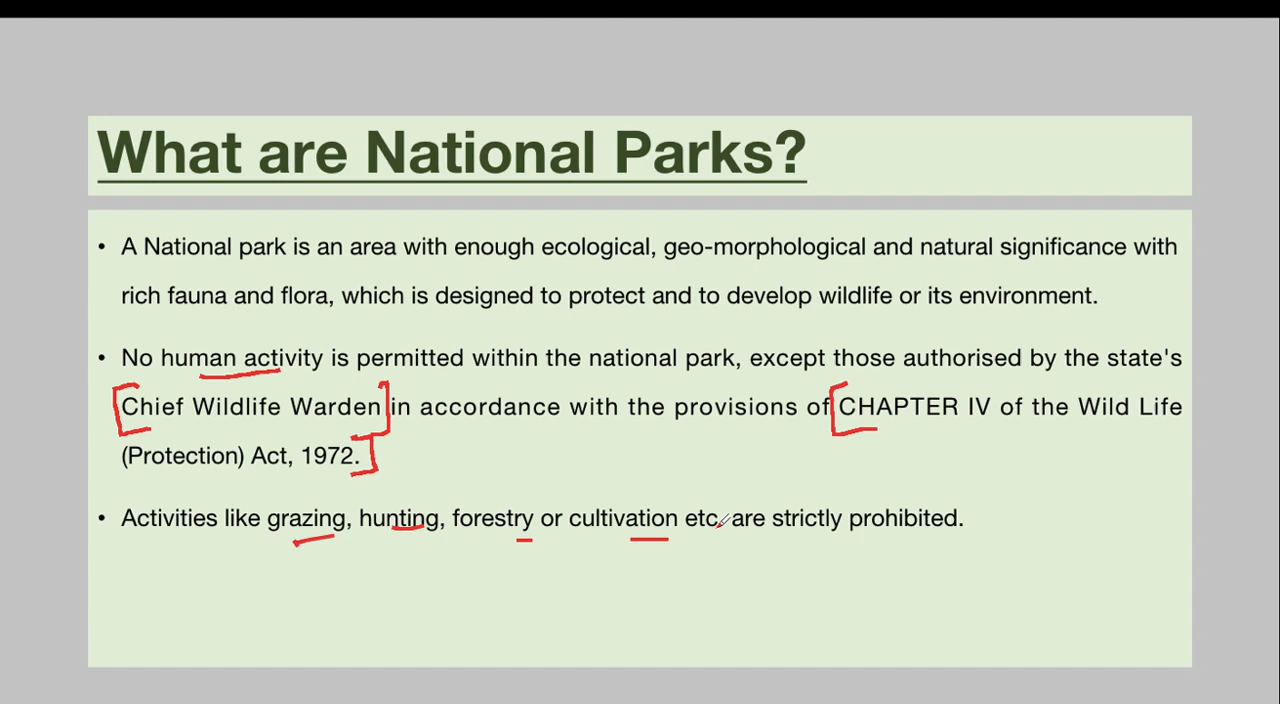 What are National Parks?
• A National park is an area with enough ecological, geo-morphological and natural significance with
rich fauna and flora, which is designed to protect and to develop wildlife or its environment.
• No human activity is permitted within the national park, except those authorised by the state's
Chief Wildlife Warden in accordance with the provisions of CHAPTER IV of the Wild Life
(Protection) Act, 1972.
• Activities like grazing, hunting, forestry or cultivation etc are strictly prohibited.